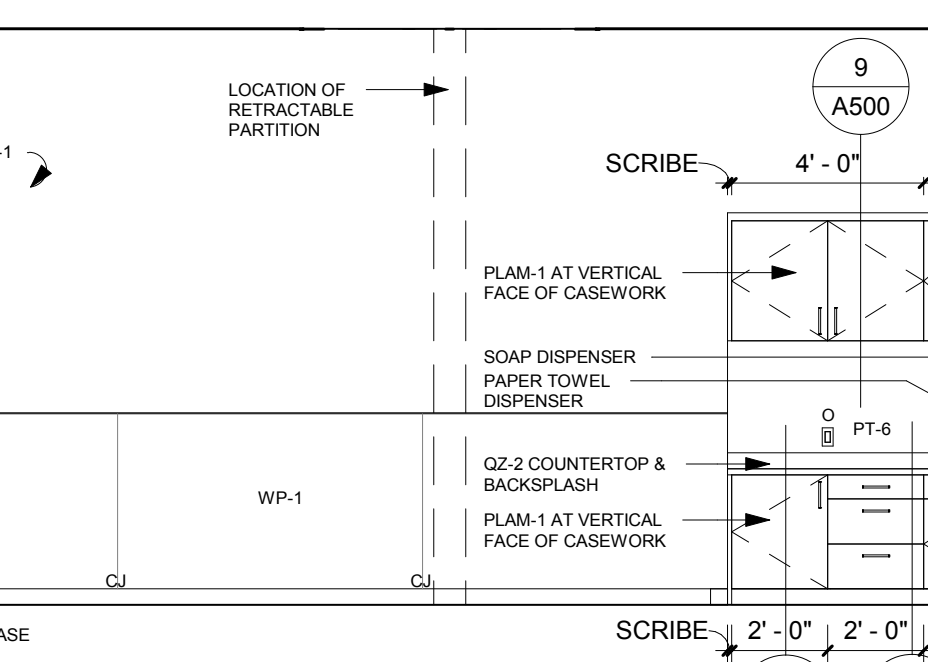 LOCATION OF
RETRACTABLE
PARTITION
9
A500
-1
SCRIBE
4' - 0"
PLAM-1 AT VERTICAL
FACE OF CASEWORK
SOAP DISPENSER
PAPER TOWEL
DISPENSER
O
PT-6
QZ-2 COUNTERTOP &
BACKSPLASH
WP-1
PLAM-1 AT VERTICAL
FACE OF CASEWORK
CJ
CJ
ASE
SCRIBE
2' - 0"
2' - 0"